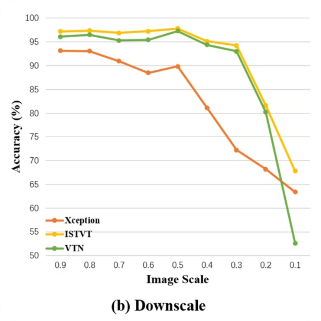 100
95
90
85
80
75
70
65
60
55
50
Accuracy (%)
Xception
ISTVT
VTN
0.9 0.8 0.7 0.6 0.5 0.4 0.3 0.2 0.1
Image Scale
(b) Downscale